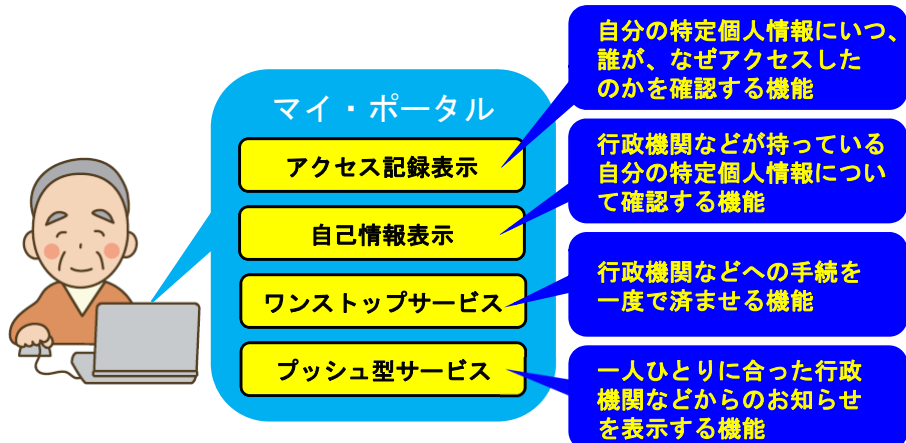 マイ・ポータル
アクセス記録表示
自分の特定個人情報にいつ、
誰が、なぜアクセスした
のかを確認する機能
自己情報表示
行政機関などが持っている
自分の特定個人情報につい
て確認する機能
ワンストップサービス
行政機関などへの手続を
一度で済ませる機能
プッシュ型サービス
一人ひとりに合った行政
機関などからのお知らせ
を表示する機能